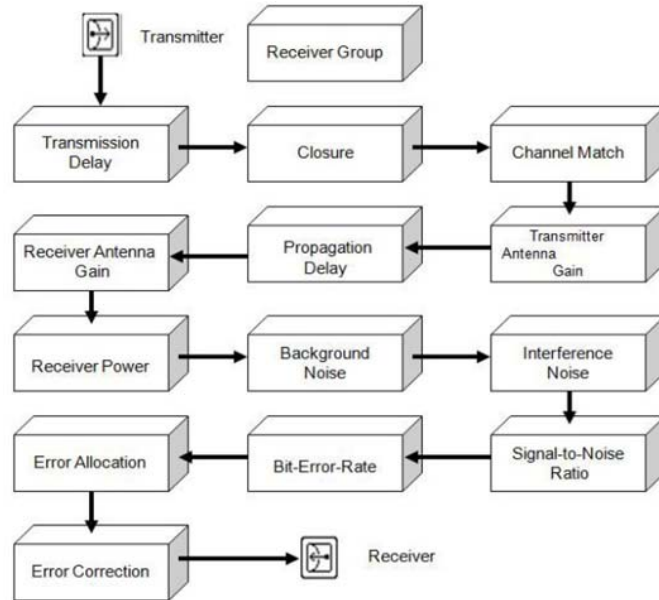 Transmitter
Receiver Group
Transmission
Delay
Closure
Channel Match
Receiver Antenna
Gain
Propagation
Delay
Transmitter
Antenna
Gain
Receiver Power
Background
Noise
Interference
Noise
Error Allocation
Bit-Error-Rate
Signal-to-Noise
Ratio
Error Correction
Receiver